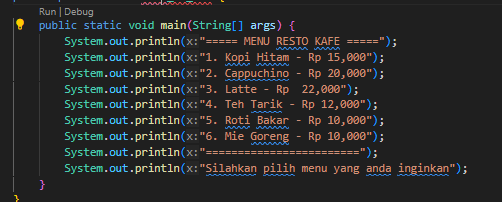 Run | Debug
public static void main(String[] args) {
System.out.println(x:"===== MENU RESTO KAFE =====");
System.out.println(x:"1. Kopi Hitam - Rp 15,000");
System.out.println(x:"2. Cappuchino - Rp 20,000");
System.out.println(x:"3. Latte - Rp  22,000");
System.out.println(x:"4. Teh Tarik - Rp 12,000");
System.out.println(x:"5. Roti Bakar - Rp 10,000");
System.out.println(x:"6. Mie Goreng - Rp 10,000");
System.out.println(x:"========================");
System.out.println(x:"Silahkan pilih menu yang anda inginkan");
}
}